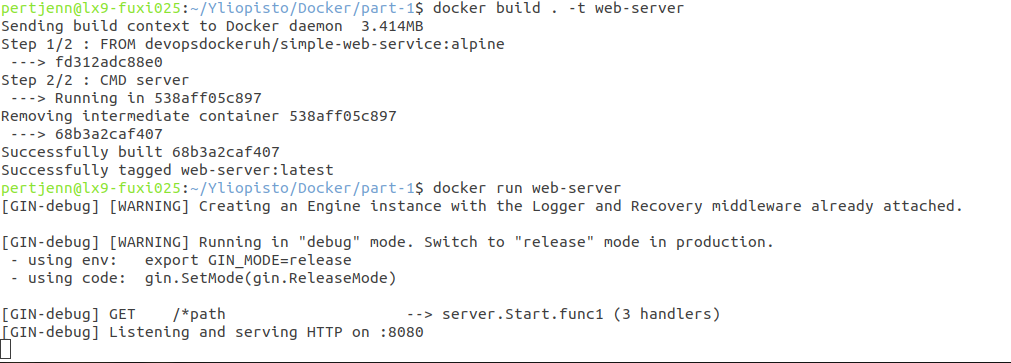 pertjenn@lx9-fuxi025:~/Yliopisto/Docker/part-1$ docker build . -t web-server
Sending build context to Docker daemon  3.414MB
Step 1/2 : FROM devopsdockeruh/simple-web-service:alpine
 ---> fd312adc88e0
Step 2/2 : CMD server
 ---> Running in 538aff05c897
Removing intermediate container 538aff05c897
 ---> 68b3a2caf407
Successfully built 68b3a2caf407
Successfully tagged web-server:latest
pertjenn@lx9-fuxi025:~/Yliopisto/Docker/part-1$ docker run web-server
[GIN-debug] [WARNING] Creating an Engine instance with the Logger and Recovery middleware already attached.
[GIN-debug] [WARNING] Running in "debug" mode. Switch to "release" mode in production.
 - using env:   export GIN_MODE=release
 - using code:  gin.SetMode(gin.ReleaseMode)
[GIN-debug] GET    /*path                    --> server.Start.func1 (3 handlers)
[GIN-debug] Listening and serving HTTP on :8080